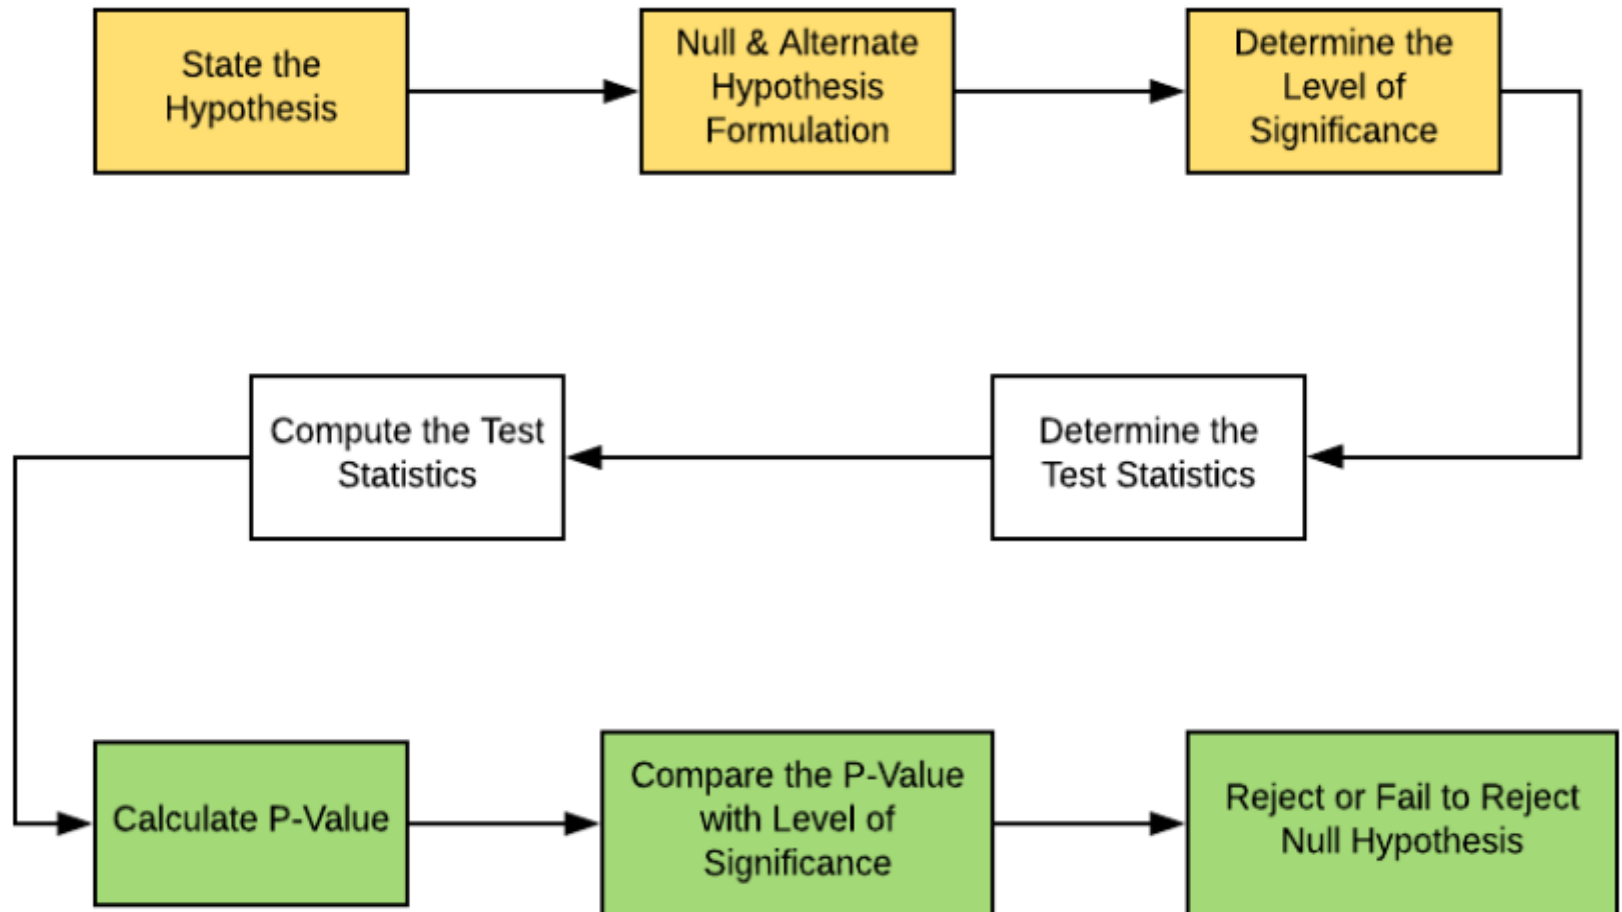 State the
Hypothesis
Null & Alternate
Hypothesis
Formulation
Determine the
Level of
Significance
Determine the
Test Statistics
Compute the Test
Statistics
Calculate P-Value
Compare the P-Value
with Level of
Significance
Reject or Fail to Reject
Null Hypothesis